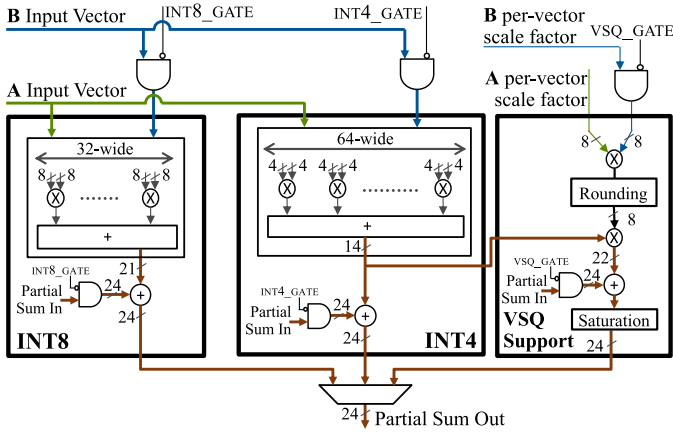 B Input Vector
INT8_GATE
INT4_GATE
B per-vector
scale factor
VSQ_GATE
A Input Vector
A per-vector
scale factor
32-wide
8 8 8 8
........
X X
+
21
INT8_GATE
Partial
Sum In
24
+
24
INT8
64-wide
4 4 4 4 4 4
........
X X X
+
14
INT4_GATE
Partial
Sum In
24
+
24
INT4
8 8
X
Rounding
8
X
22
VSQ_GATE
Partial
Sum In
24
+
Saturation
24
VSQ
Support
24
Partial Sum Out